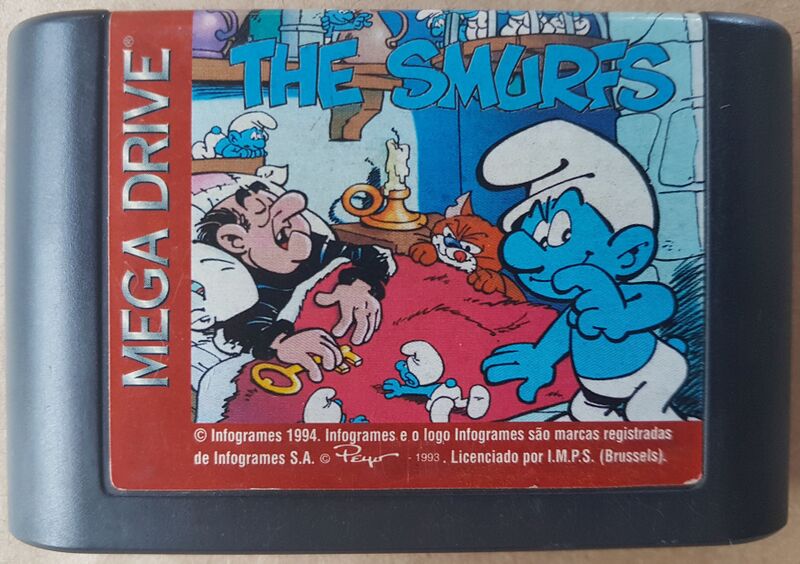 THE SMURFS
MEGA DRIVE®
© Infogrames 1994. Infogrames e o logo Infogrames são marcas registradas
de Infogrames S.A. © Peyo - 1993. Licenciado por I.M.P.S. (Brussels).